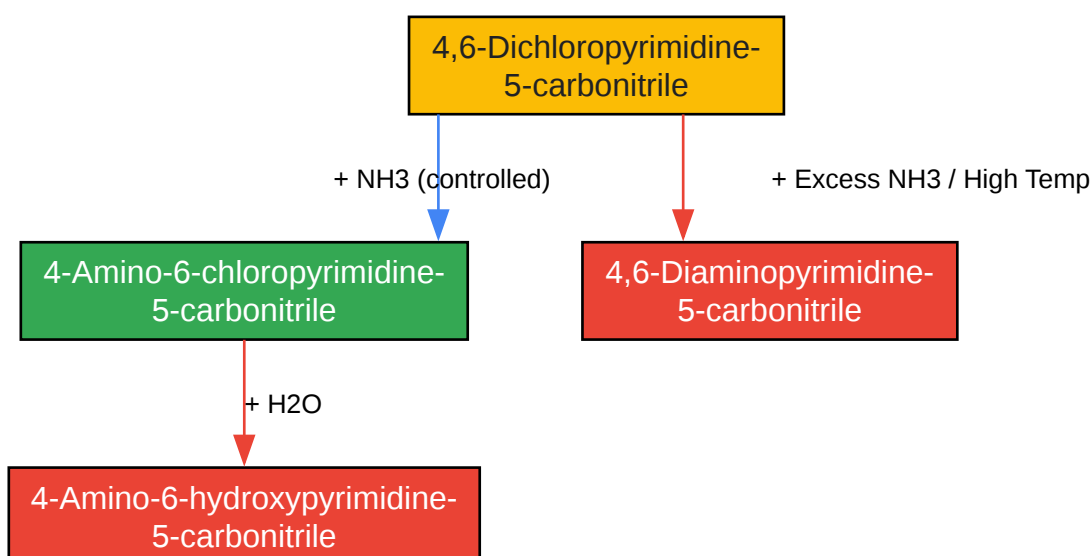 4,6-Dichloropyrimidine-
5-carbonitrile
+ NH3 (controlled)
+ Excess NH3 / High Temp
4-Amino-6-chloropyrimidine-
5-carbonitrile
4,6-Diaminopyrimidine-
5-carbonitrile
+ H2O
4-Amino-6-hydroxypyrimidine-
5-carbonitrile